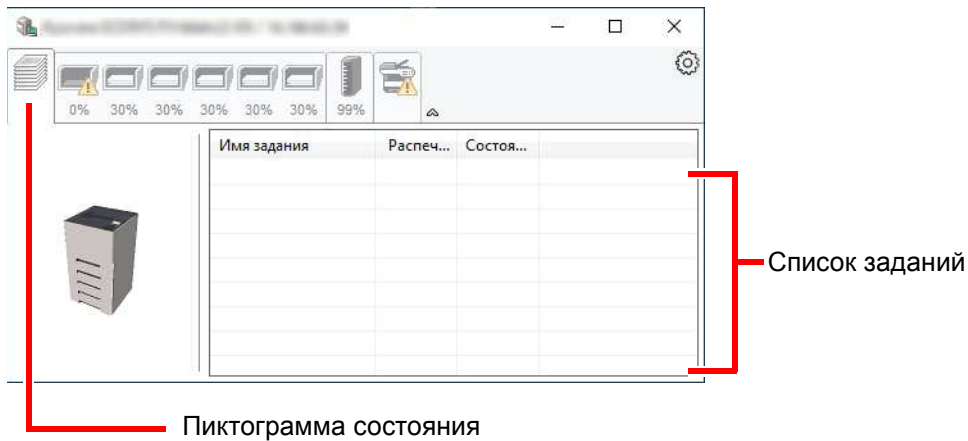 0% 30% 30% 30% 30% 30% 99%
Имя задания Распеч... Состоя...
Список заданий
Пиктограмма состояния